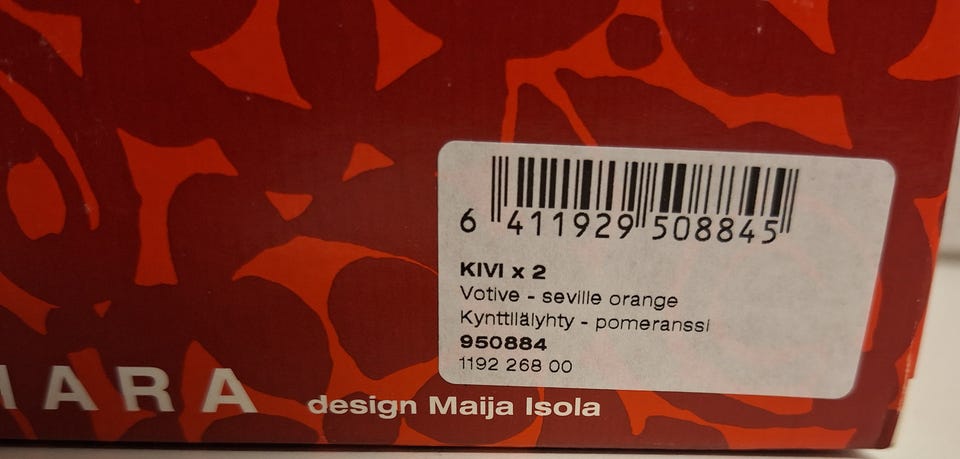 6 411929 508845
KIVI x 2
Votive - seville orange
Kynttilälyhty - pomeranssi
950884
1192 268 00
design Maija Isola